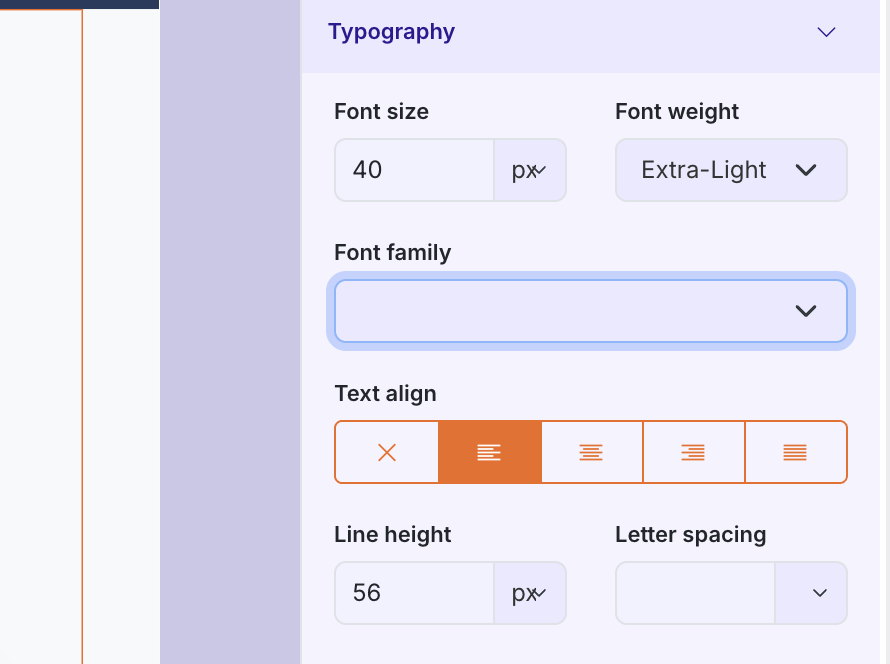 Typography
Font size Font weight
40 px Extra-Light
Font family
Text align
Line height Letter spacing
56 px